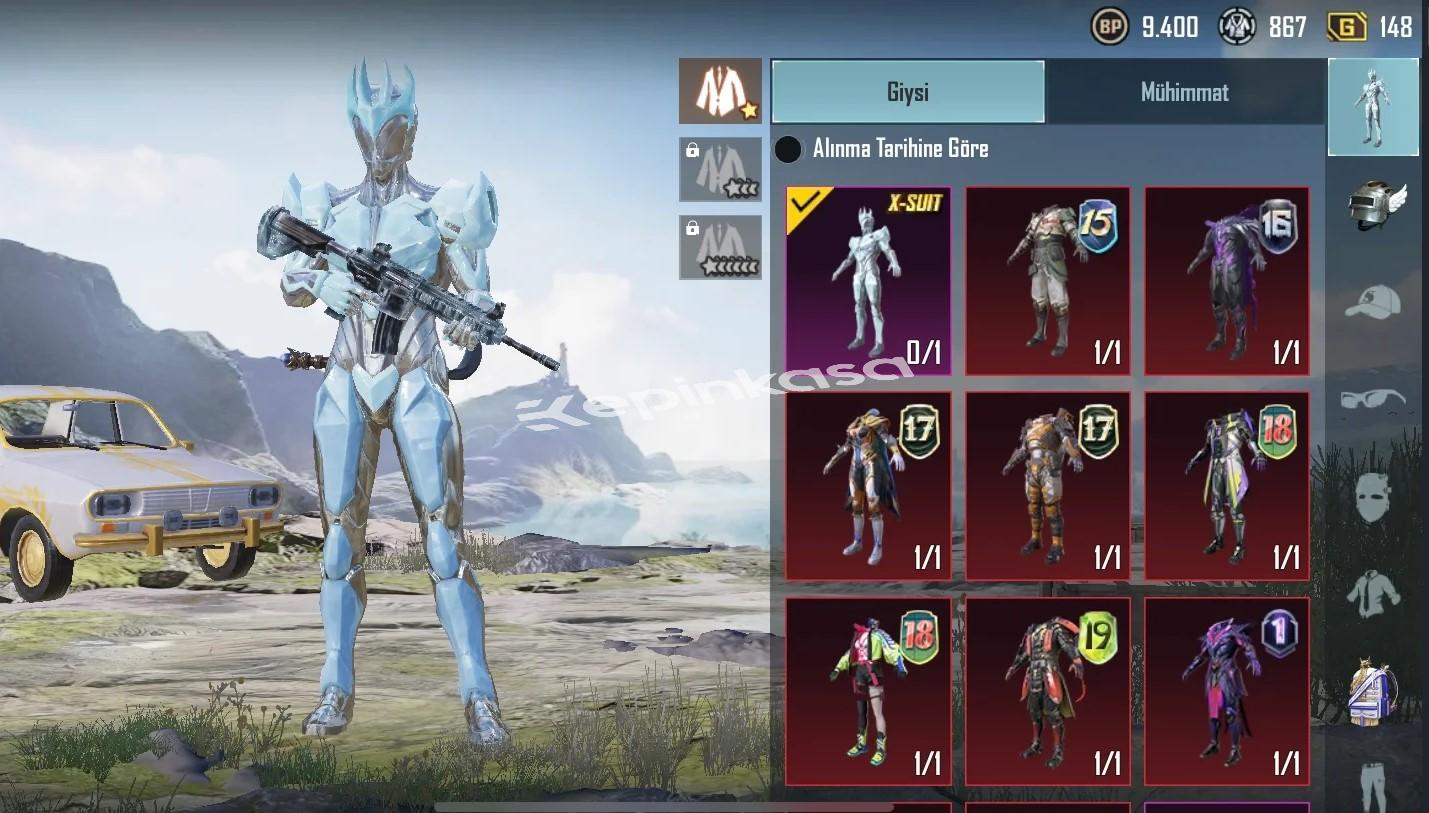 BP 9.400 867 G 148
Giysi Mühimmat
Alınma Tarihine Göre
X-SUIT 15 16
0/1 1/1 1/1
epinkasa
17 17 18
1/1 1/1 1/1
18 19 1
1/1 1/1 1/1